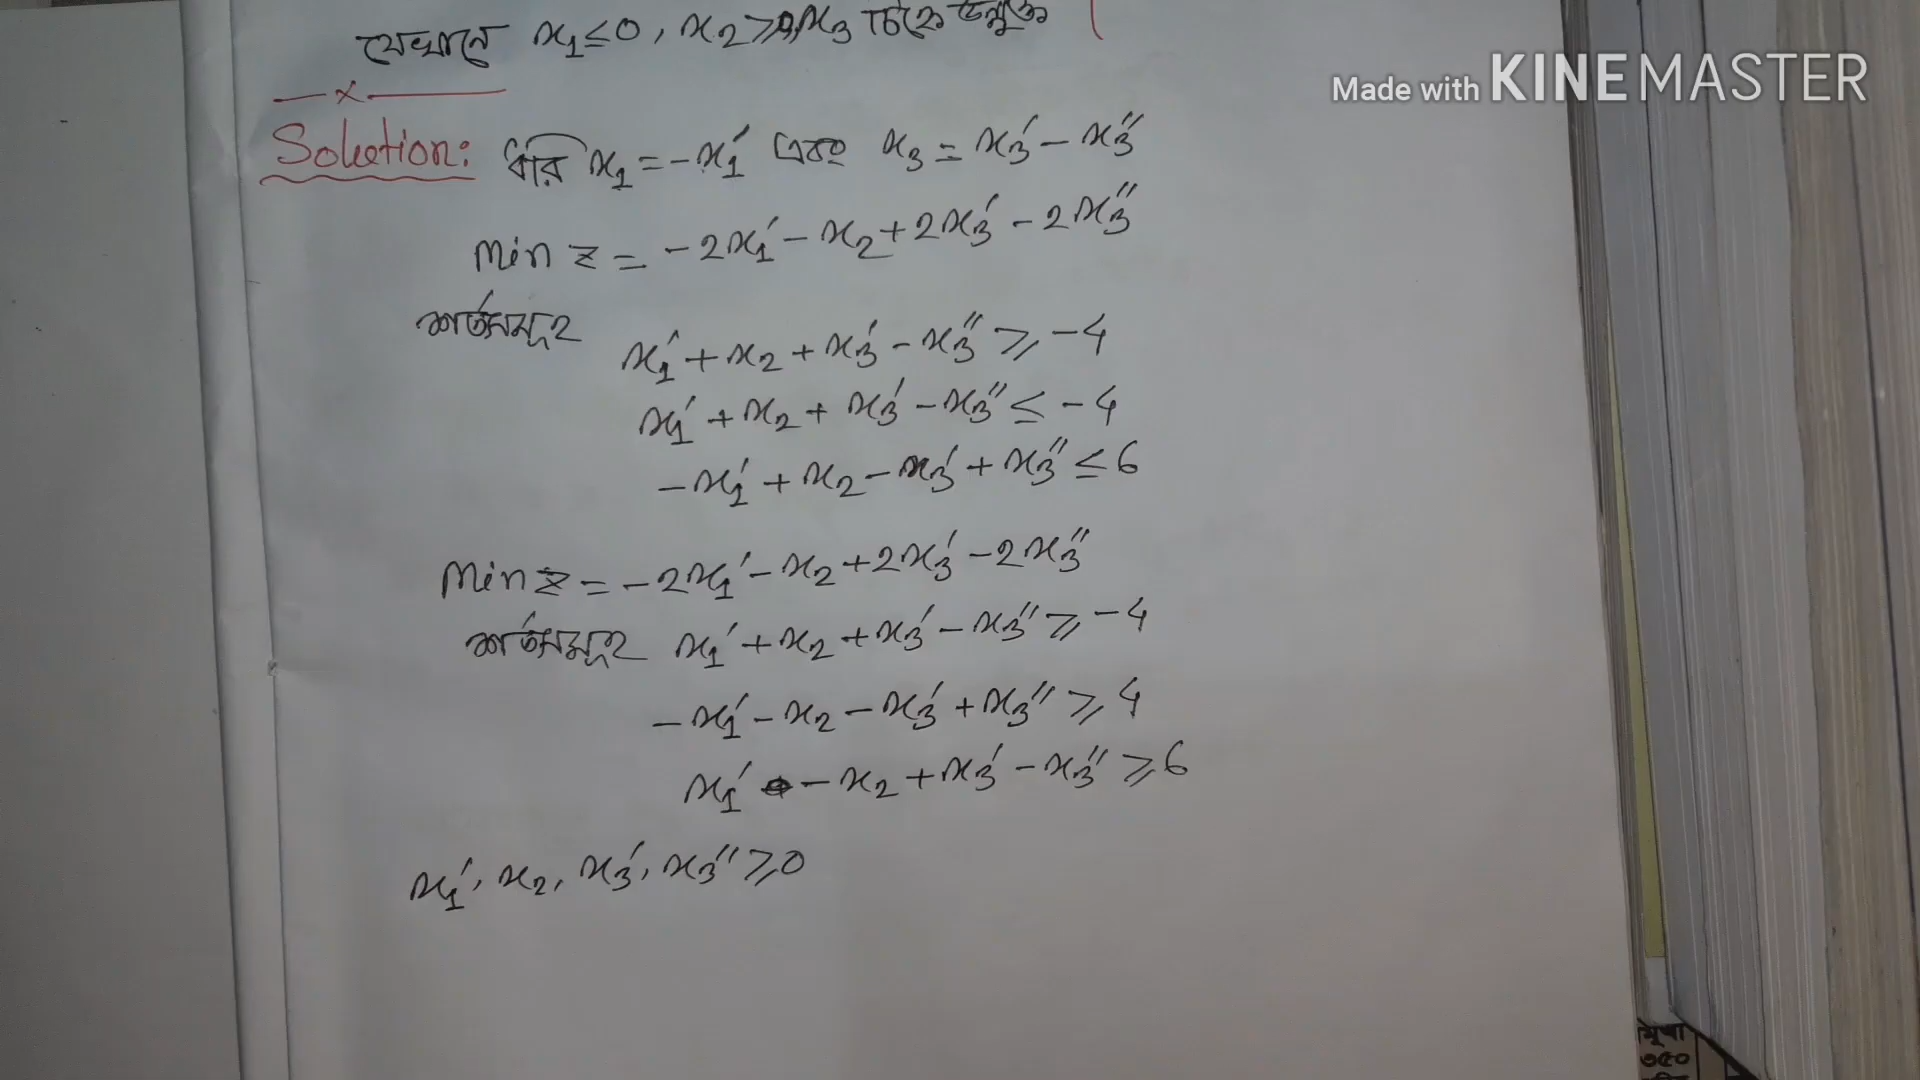 যেখানে x₁ ≤ 0, x₂ ≥ 0, x₃ চিহ্নে উন্মুক্ত।
Made with KINEMASTER
Solution: ধরি x₁ = -x₁′ এবং x₃ = x₃′ - x₃″
Min z = -2x₁′ - x₂ + 2x₃′ - 2x₃″
শর্তসমূহ
x₁′ + x₂ + x₃′ - x₃″ ≥ -4
x₁′ + x₂ + x₃′ - x₃″ ≤ -4
-x₁′ + x₂ - x₃′ + x₃″ ≤ 6
Min z = -2x₁′ - x₂ + 2x₃′ - 2x₃″
শর্তসমূহ x₁′ + x₂ + x₃′ - x₃″ ≥ -4
-x₁′ - x₂ - x₃′ + x₃″ ≥ 4
x₁′ - x₂ + x₃′ - x₃″ ≥ 6
x₁′, x₂, x₃′, x₃″ ≥ 0
৩৫০